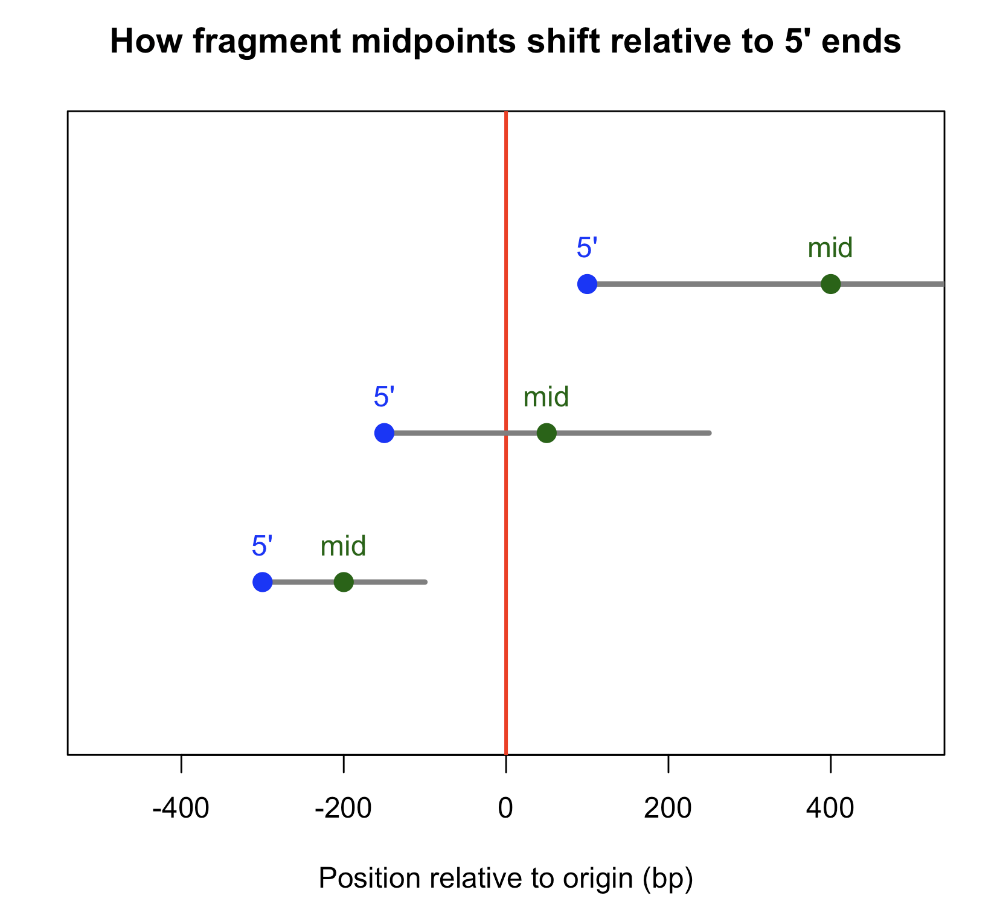 How fragment midpoints shift relative to 5' ends
5' mid
5' mid
5' mid
-400 -200 0 200 400
Position relative to origin (bp)